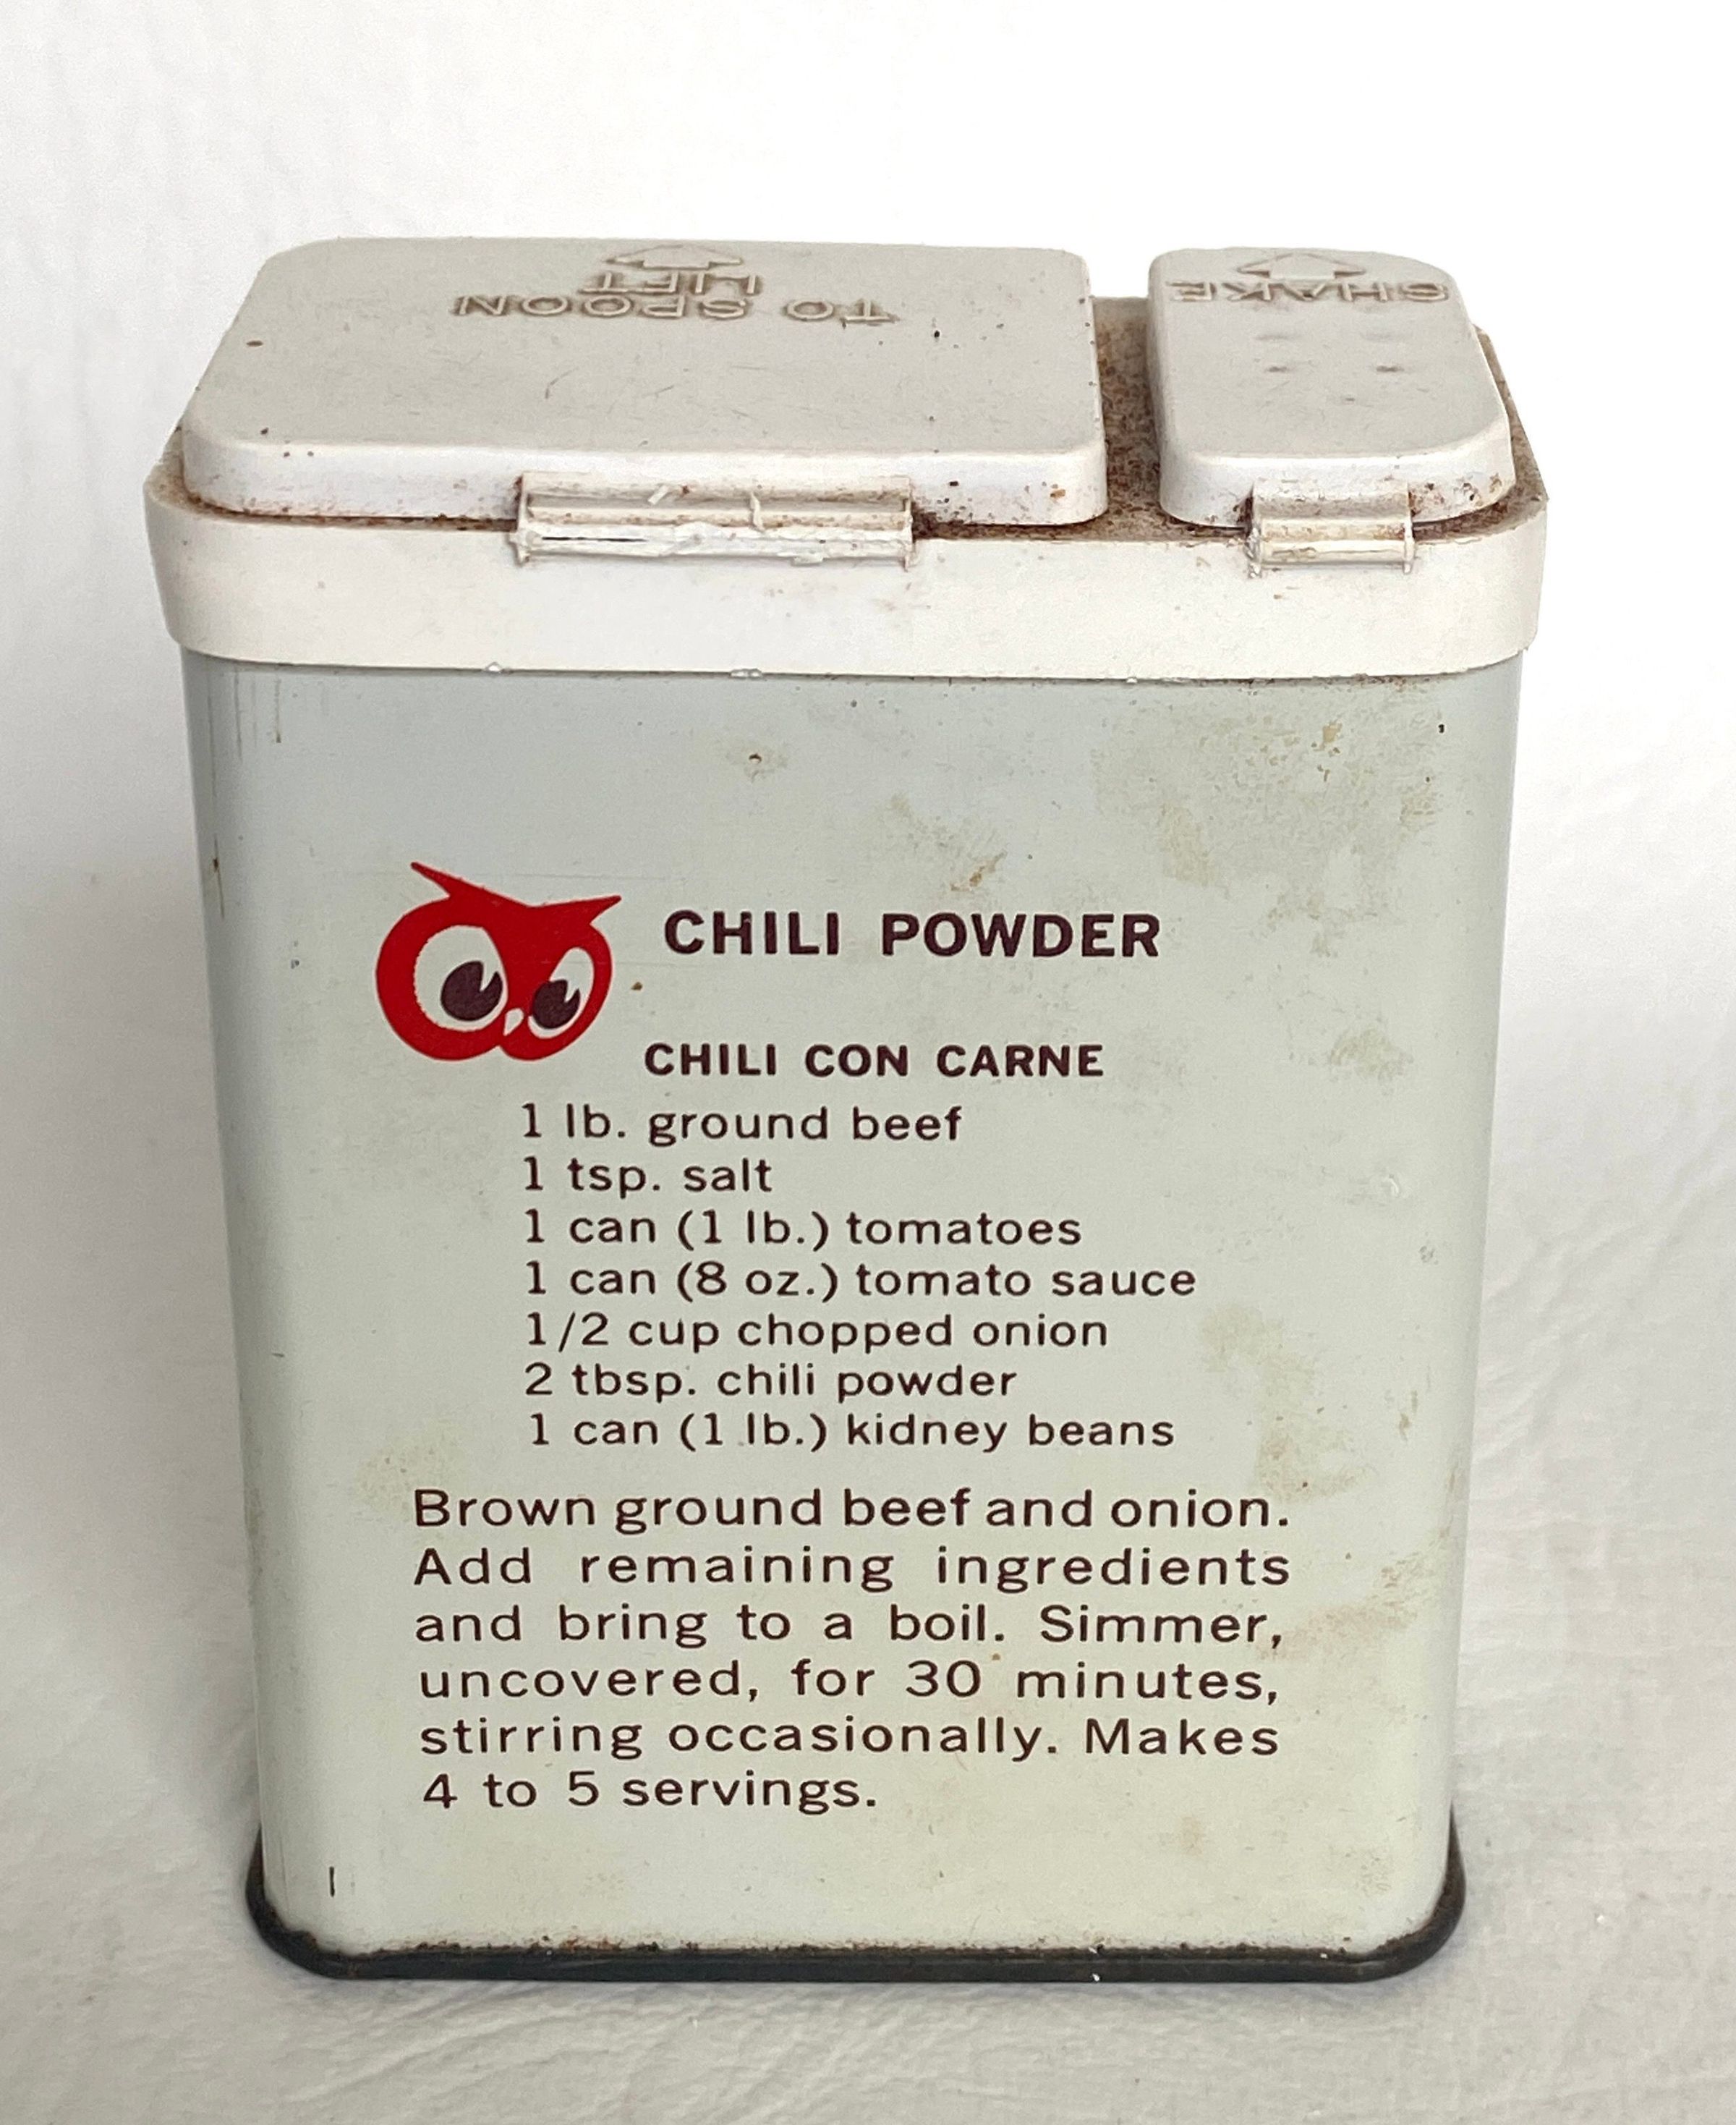 LIFT
TO SPOON
SHAKE
CHILI POWDER
CHILI CON CARNE
1 lb. ground beef
1 tsp. salt
1 can (1 lb.) tomatoes
1 can (8 oz.) tomato sauce
1/2 cup chopped onion
2 tbsp. chili powder
1 can (1 lb.) kidney beans
Brown ground beef and onion.
Add remaining ingredients
and bring to a boil. Simmer,
uncovered, for 30 minutes,
stirring occasionally. Makes
4 to 5 servings.